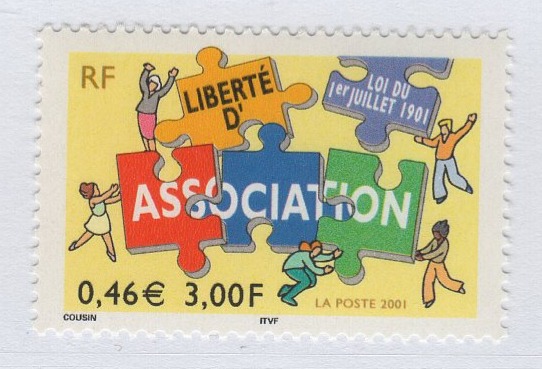 RF
LIBERTÉ
D'
LOI DU
1er JUILLET 1901
ASSOCIATION
0,46€ 3,00F
LA POSTE 2001
COUSIN
ITVF